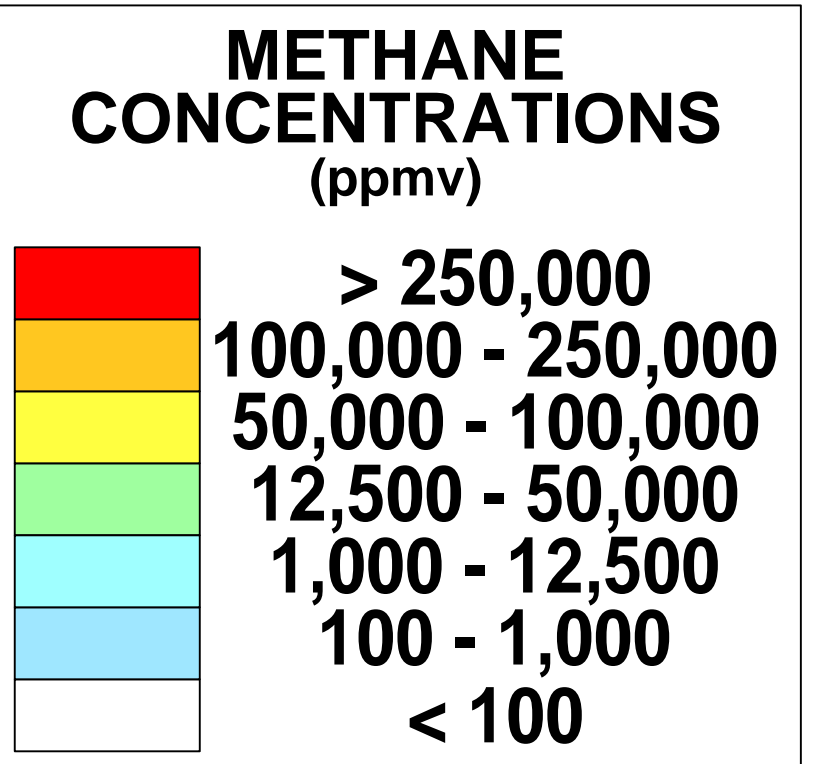 METHANE
CONCENTRATIONS
(ppmv)
> 250,000
100,000 - 250,000
50,000 - 100,000
12,500 - 50,000
1,000 - 12,500
100 - 1,000
< 100